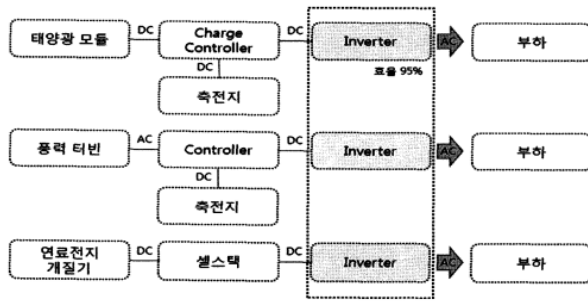 태양광 모듈 DC Charge Controller DC Inverter AC 부하
DC
효율 95%
축전지
풍력 터빈 AC Controller DC Inverter AC 부하
DC
축전지
연료전지 개질기 DC 셀스택 DC Inverter AC 부하